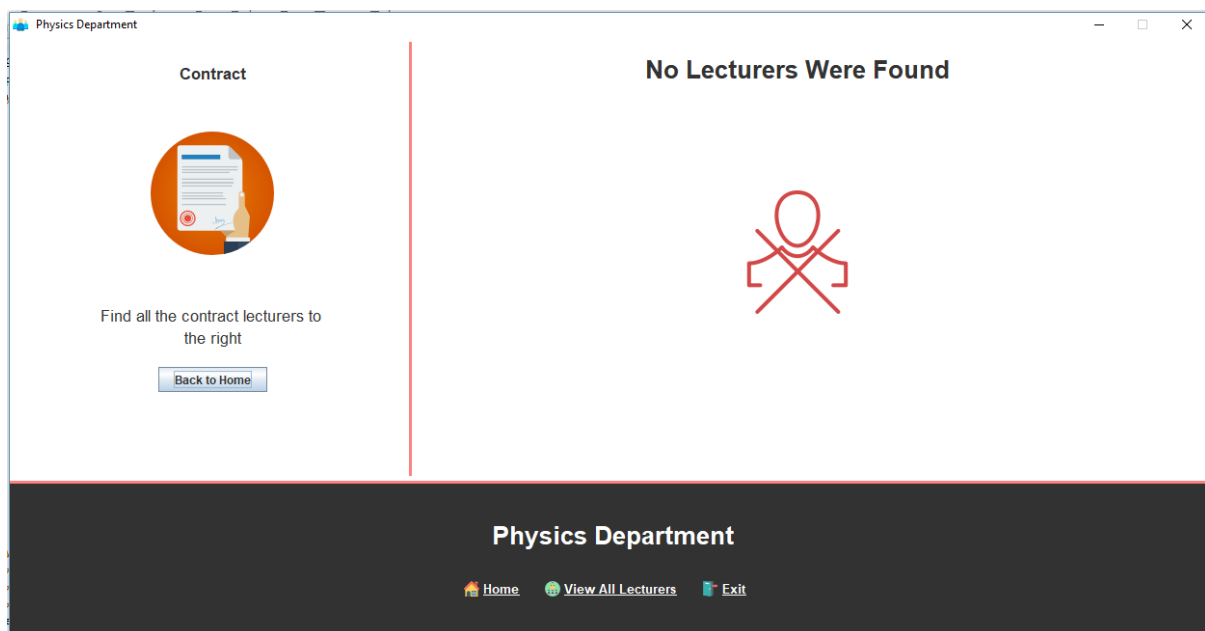 Physics Department
Contract
Find all the contract lecturers to
the right
Back to Home
No Lecturers Were Found
Physics Department
Home
View All Lecturers
Exit